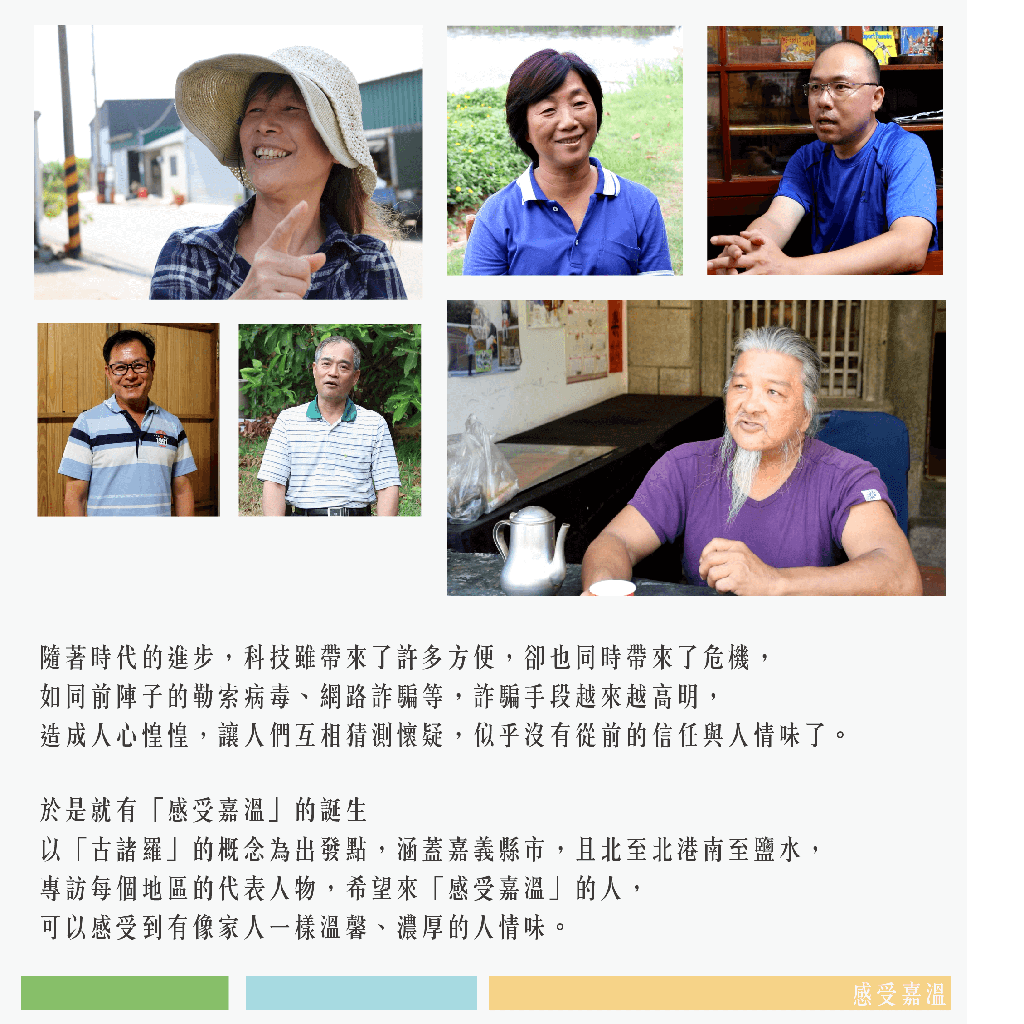 隨著時代的進步，科技雖帶來了許多方便，卻也同時帶來了危機，
如同前陣子的勒索病毒、網路詐騙等，詐騙手段越來越高明，
造成人心惶惶，讓人們互相猜測懷疑，似乎沒有從前的信任與人情味了。
於是就有「感受嘉溫」的誕生
以「古諸羅」的概念為出發點，涵蓋嘉義縣市，且北至北港南至鹽水，
專訪每個地區的代表人物，希望來「感受嘉溫」的人，
可以感受到有像家人一樣溫馨、濃厚的人情味。
感受嘉溫